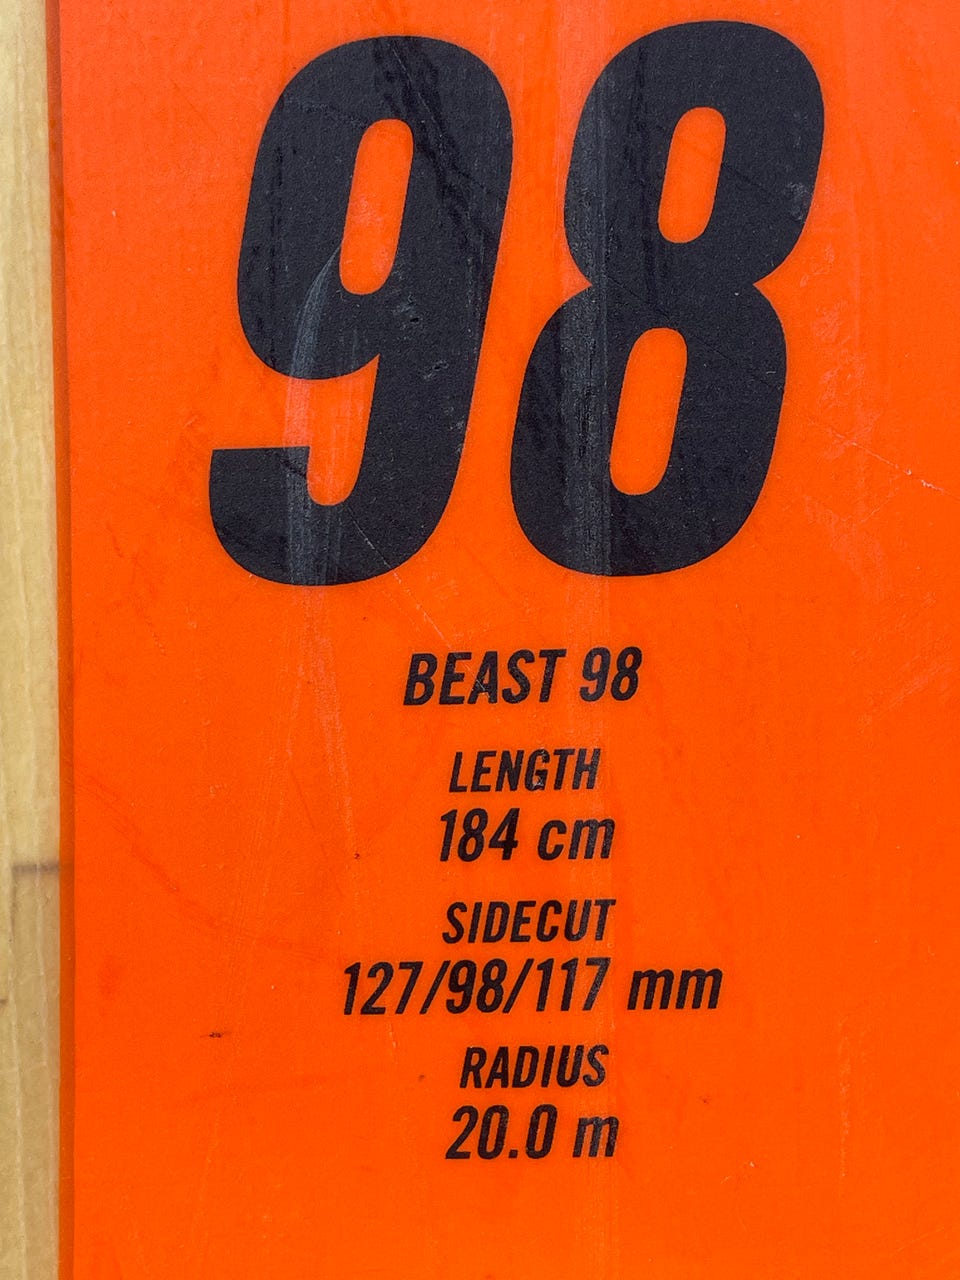 98
BEAST 98
LENGTH
184 cm
SIDECUT
127/98/117 mm
RADIUS
20.0 m